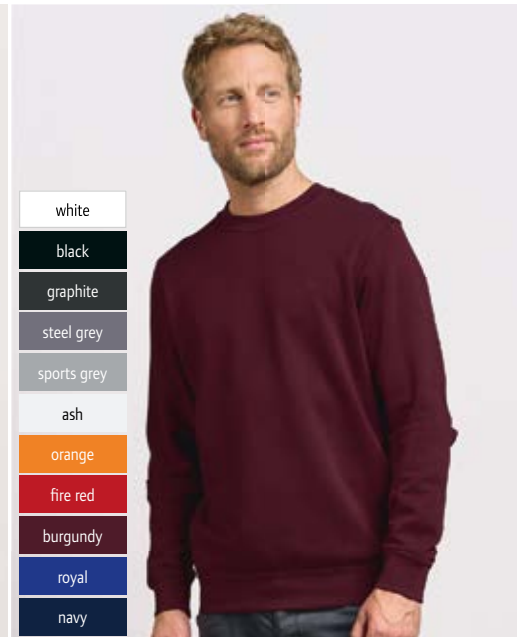 white
black
graphite
steel grey
sports grey
ash
orange
fire red
burgundy
royal
navy